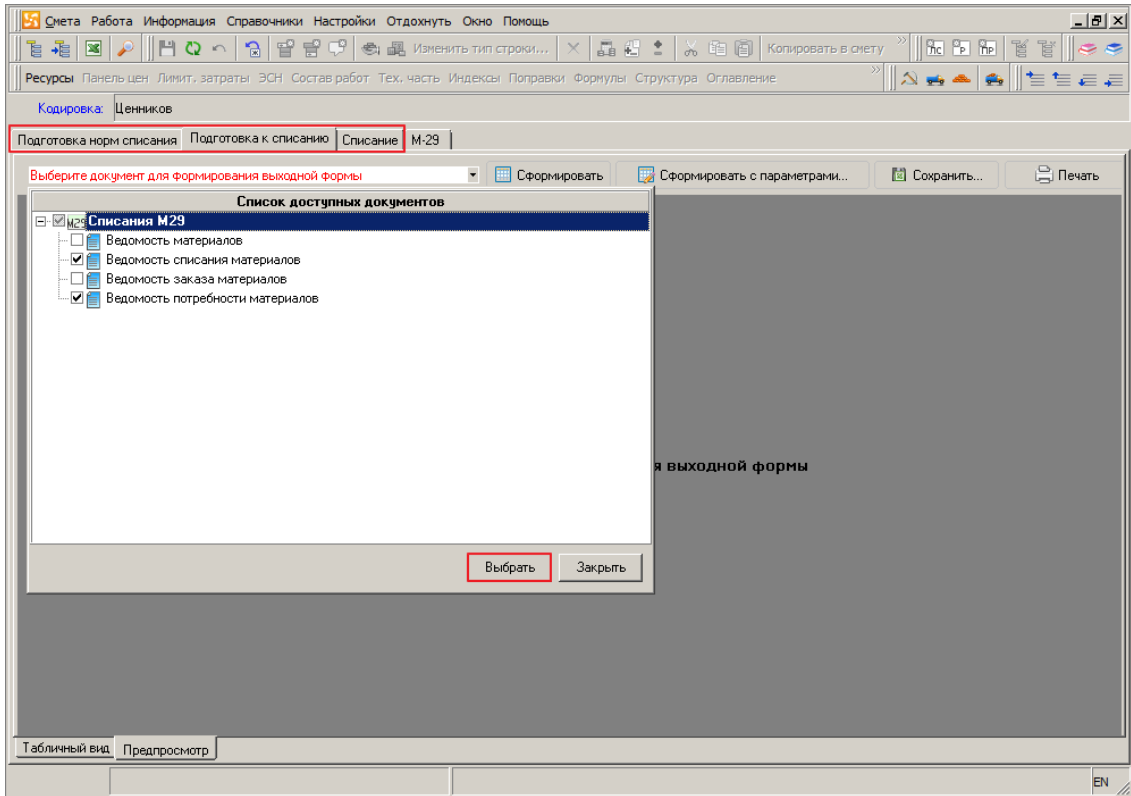 Смета Работа Информация Справочники Настройки Отдохнуть Окно Помощь
Изменить тип строки... Копировать в смету
Ресурсы Панель цен Лимит. затраты ЭСН Состав работ Тех. часть Индексы Поправки Формулы Структура Оглавление
Кодировка: Ценников
Подготовка норм списания Подготовка к списанию Списание М-29
Выберите документ для формирования выходной формы Сформировать Сформировать с параметрами... Сохранить... Печать
Список доступных документов
М29 Списания М29
Ведомость материалов
Ведомость списания материалов
Ведомость заказа материалов
Ведомость потребности материалов
я выходной формы
Выбрать Закрыть
Табличный вид Предпросмотр
EN